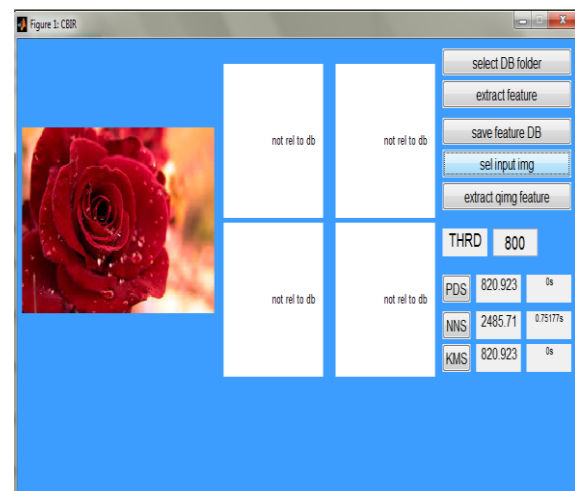 Figure 1: CBIR
select DB folder
extract feature
save feature DB
sel input img
extract qimg feature
not rel to db
not rel to db
not rel to db
not rel to db
THRD 800
PDS 820.923 0s
NNS 2485.71 0.75177s
KMS 820.923 0s